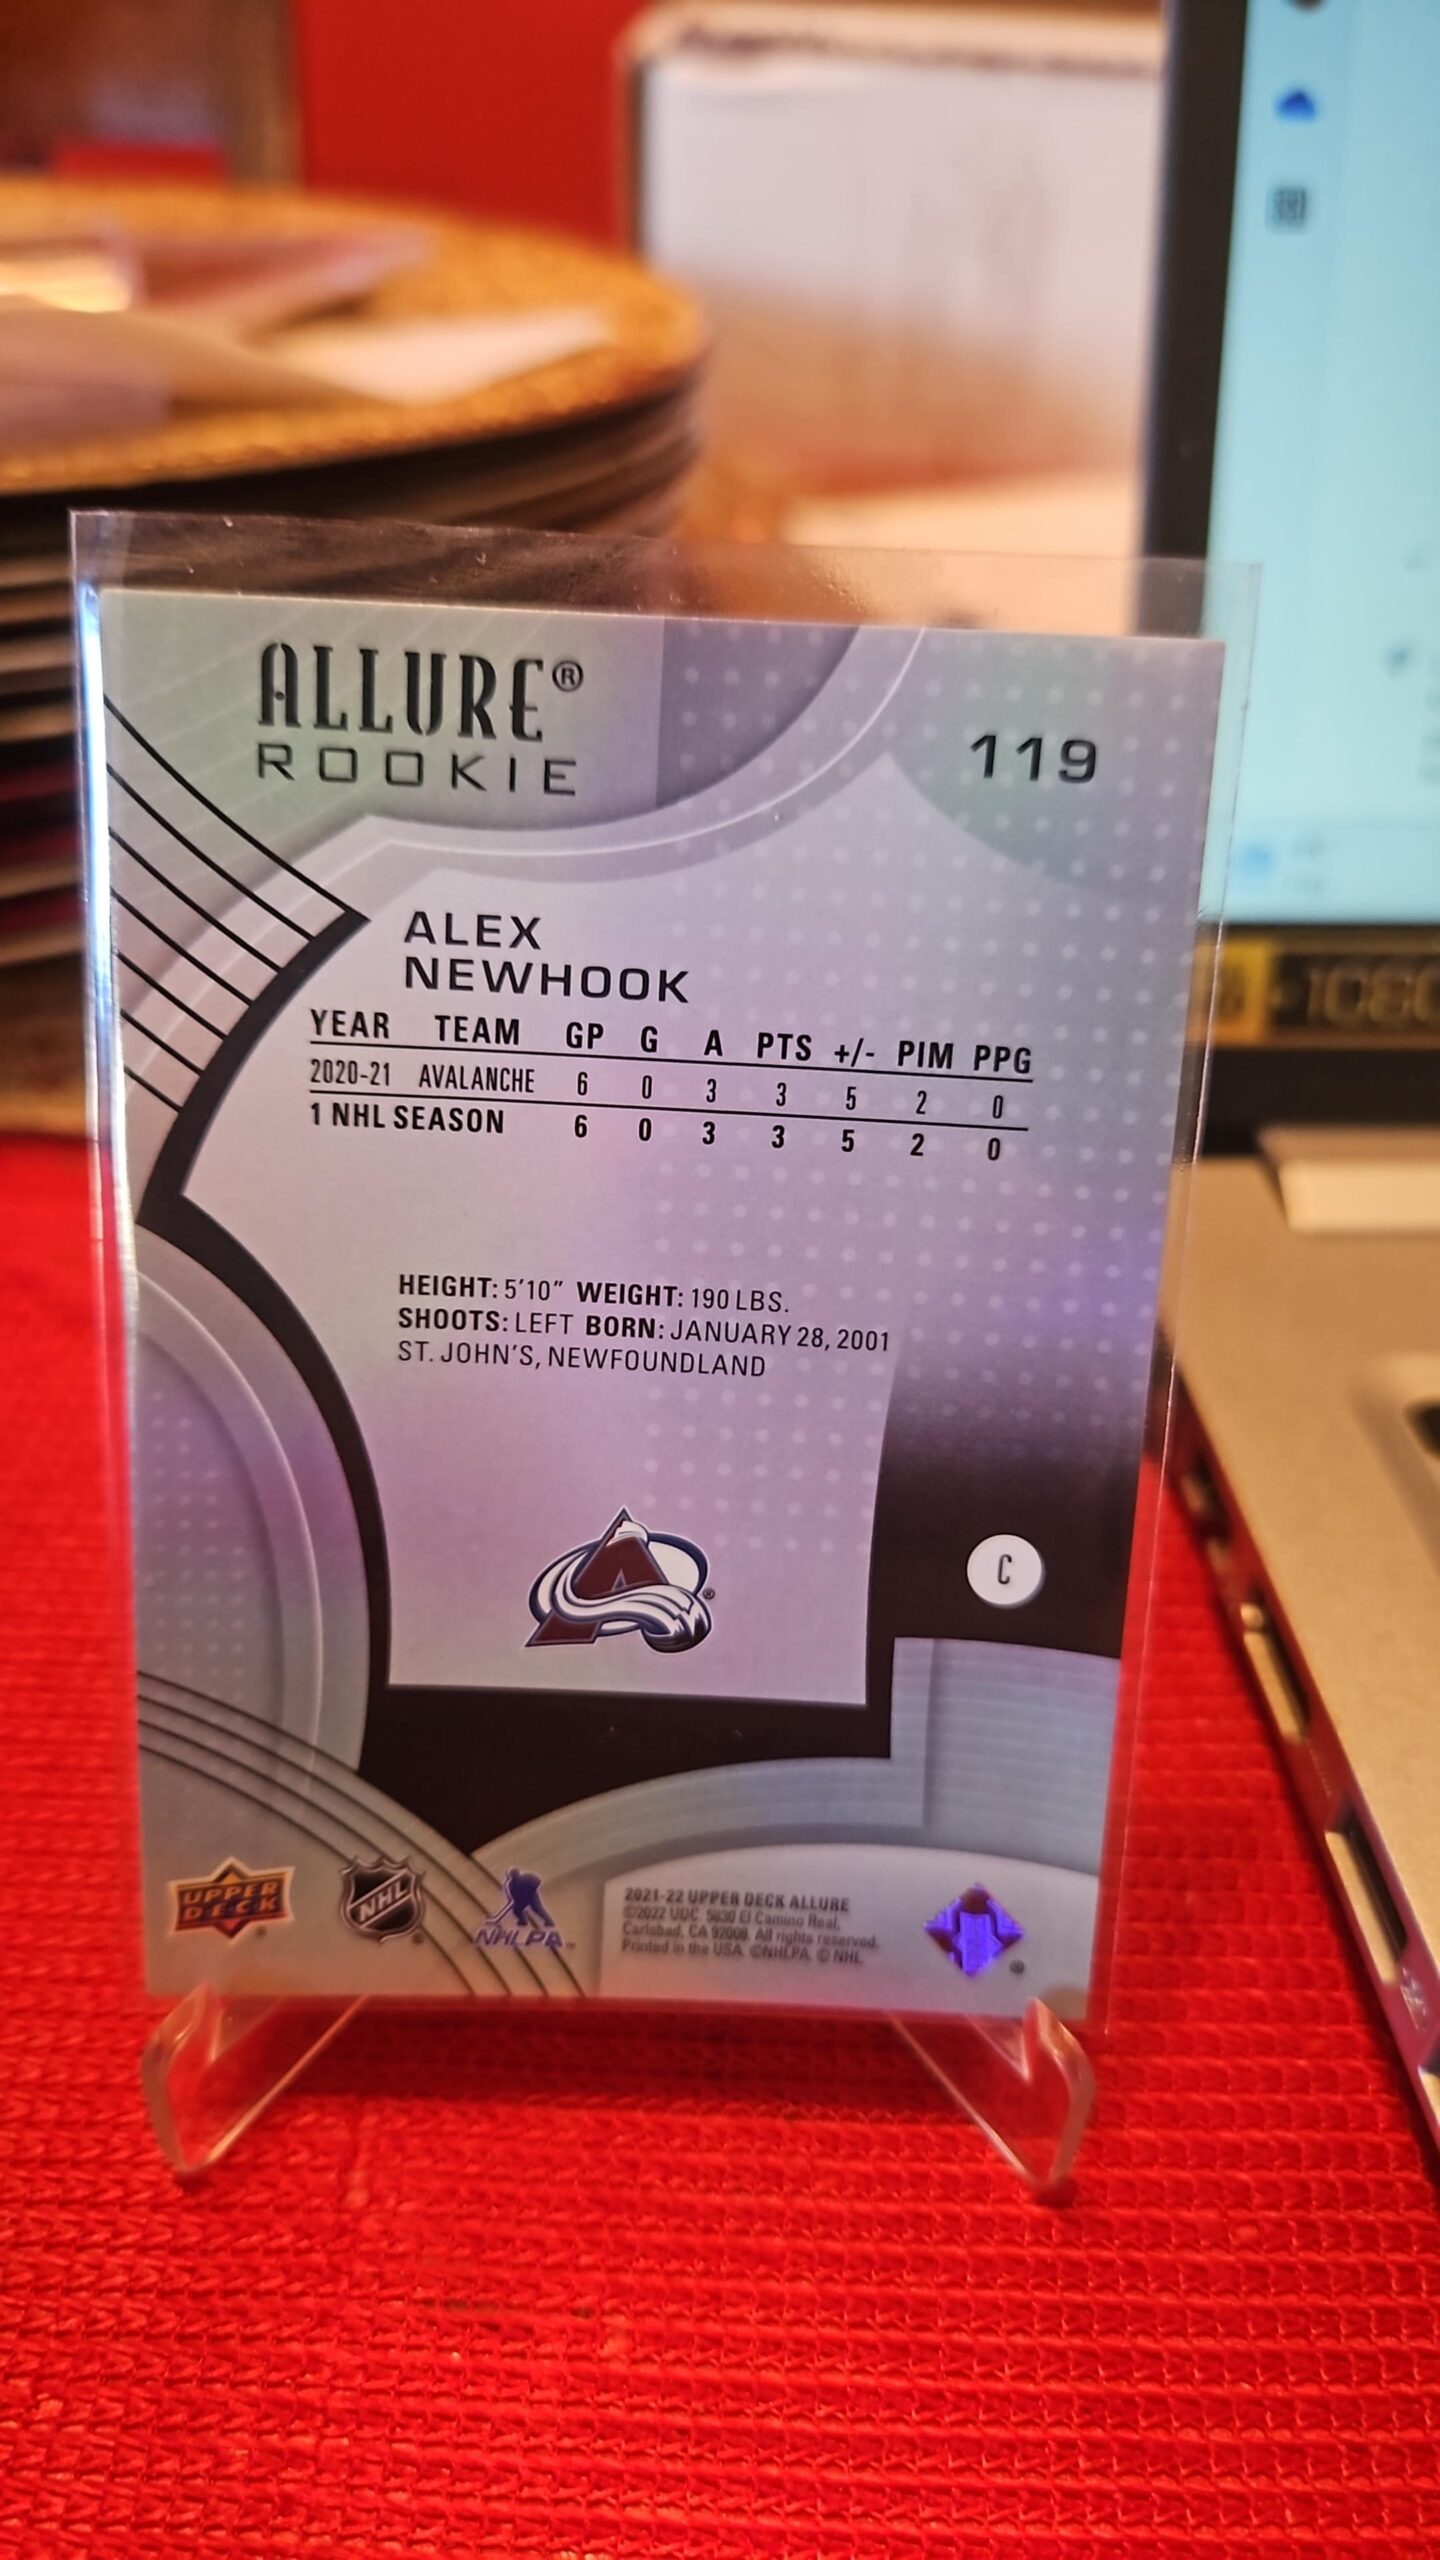 ALLURE®
ROOKIE
119
ALEX
NEWHOOK
YEAR TEAM GP G A PTS +/- PIM PPG
2020-21 AVALANCHE 6 0 3 3 5 2 0
1 NHL SEASON 6 0 3 3 5 2 0
HEIGHT: 5'10" WEIGHT: 190 LBS.
SHOOTS: LEFT BORN: JANUARY 28, 2001
ST. JOHN'S, NEWFOUNDLAND
A ®
C
UPPER
DECK
NHL
NHLPA
2021-22 UPPER DECK ALLURE
©2022 UDC, 5830 El Camino Real,
Carlsbad, CA 92008. All rights reserved.
Printed in the USA. ©NHLPA. © NHL
1080